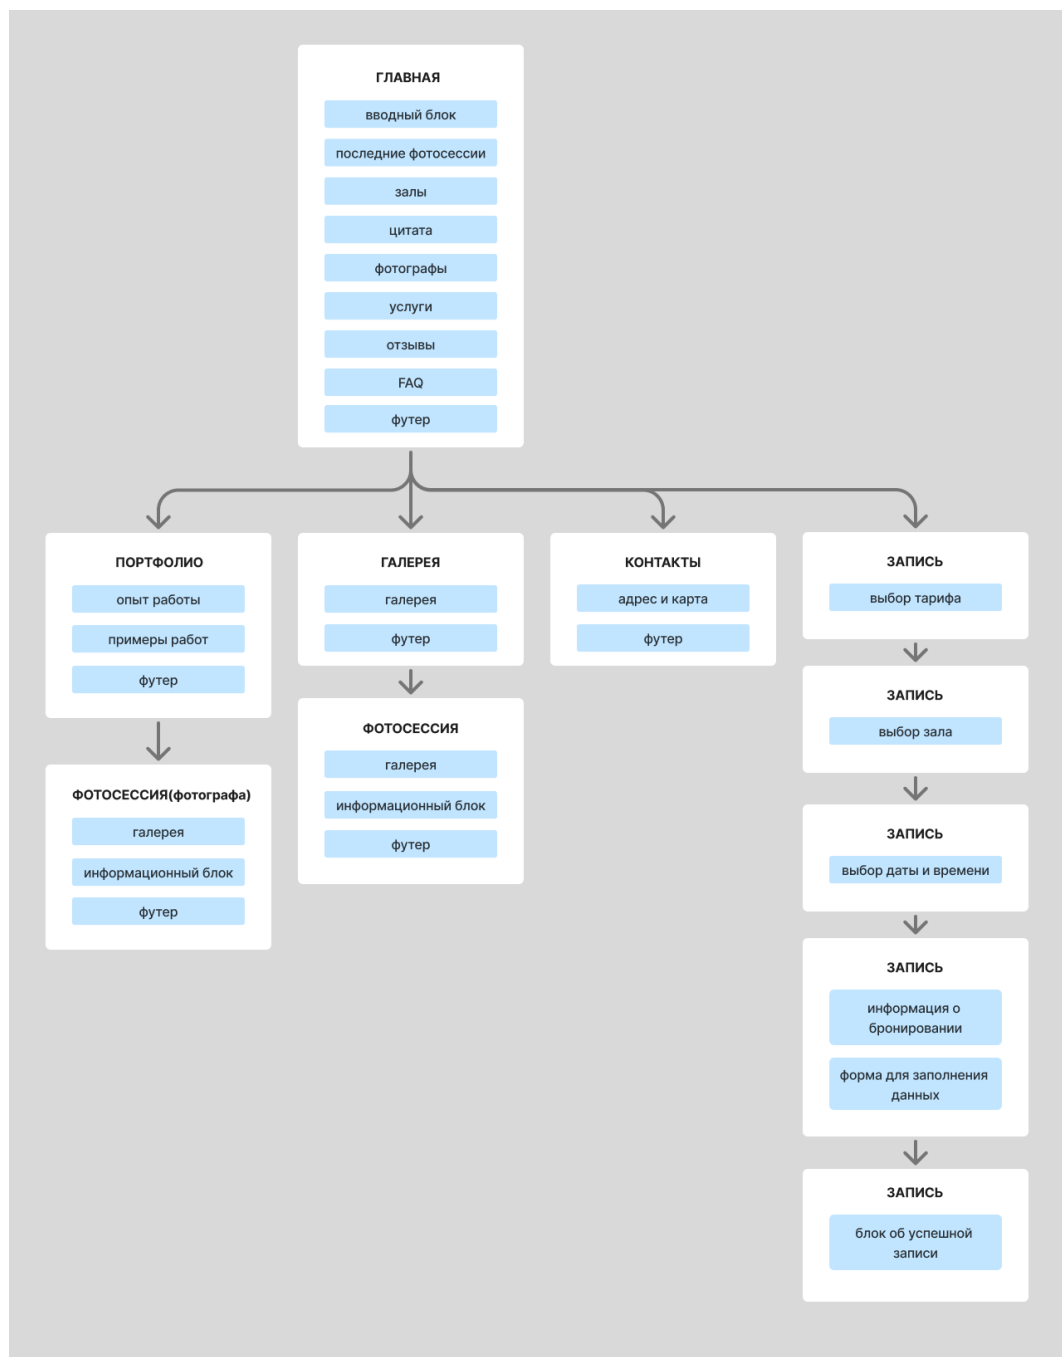 ГЛАВНАЯ
вводный блок
последние фотосессии
залы
цитата
фотографы
услуги
отзывы
FAQ
футер
ПОРТФОЛИО
опыт работы
примеры работ
футер
ФОТОСЕССИЯ(фотографа)
галерея
информационный блок
футер
ГАЛЕРЕЯ
галерея
футер
ФОТОСЕССИЯ
галерея
информационный блок
футер
КОНТАКТЫ
адрес и карта
футер
ЗАПИСЬ
выбор тарифа
ЗАПИСЬ
выбор зала
ЗАПИСЬ
выбор даты и времени
ЗАПИСЬ
информация о
бронировании
форма для заполнения
данных
ЗАПИСЬ
блок об успешной
записи